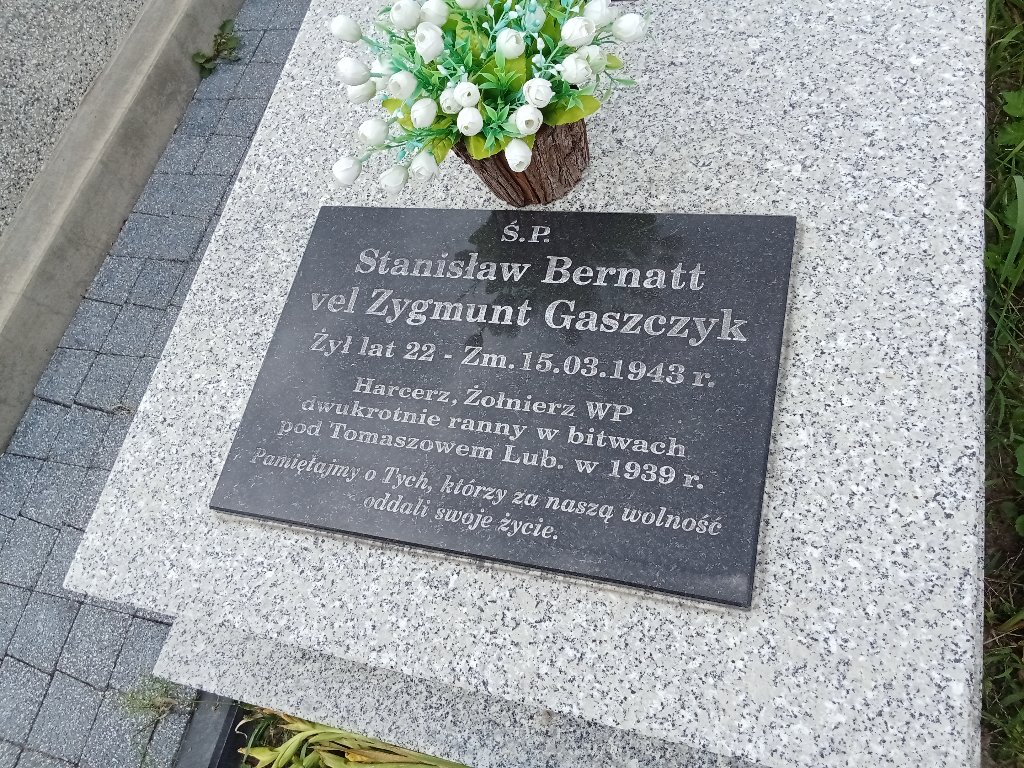 Ś.P.
Stanisław Bernatt
vel Zygmunt Gaszczyk
Żył lat 22 - Zm.15.03.1943 r.
Harcerz, Żołnierz WP
dwukrotnie ranny w bitwach
pod Tomaszowem Lub. w 1939 r.
Pamiętajmy o Tych, którzy za naszą wolność
oddali swoje życie.